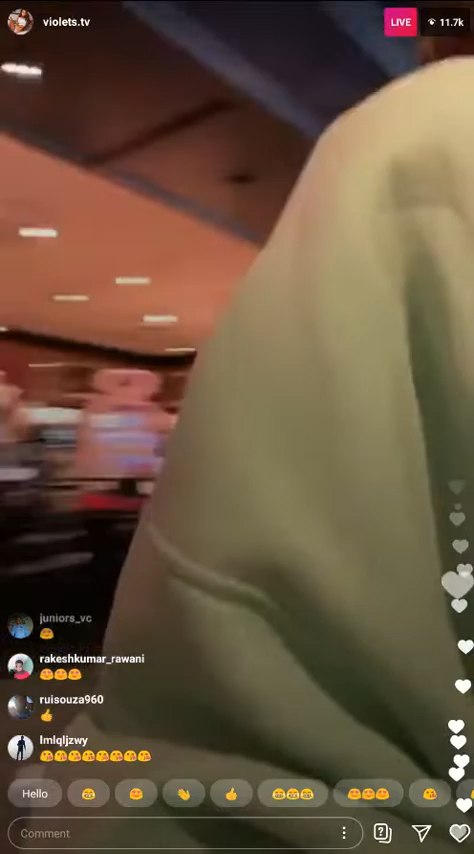 violets.tv
LIVE
11.7k
juniors_vc
rakeshkumar_rawani
ruisouza960
lmlqljzwy
Hello
Comment